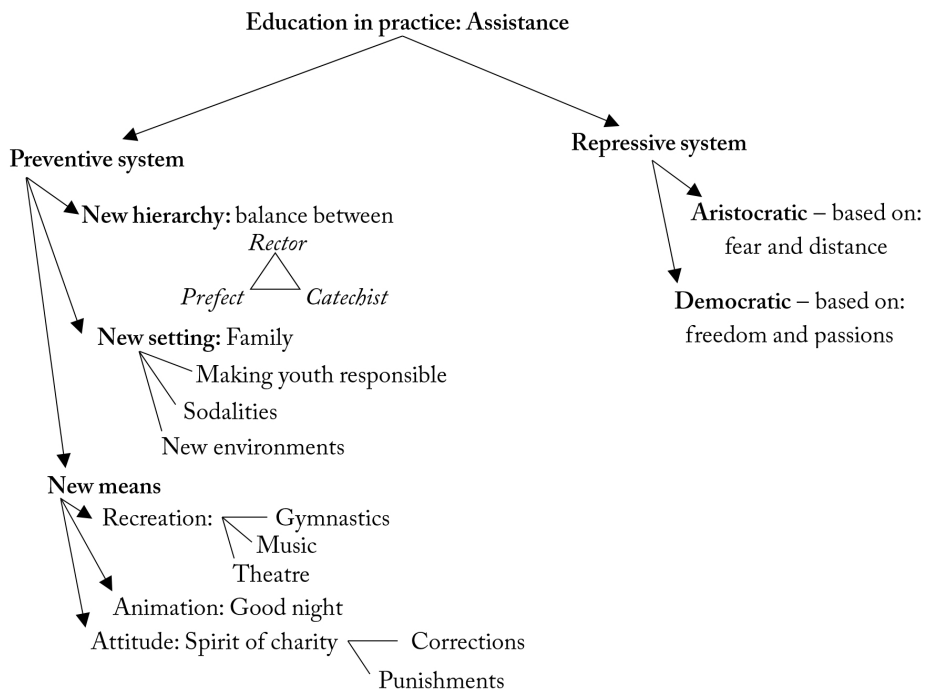 Education in practice: Assistance
Preventive system
Repressive system
New hierarchy: balance between
Rector
Prefect
Catechist
Aristocratic – based on:
fear and distance
Democratic – based on:
freedom and passions
New setting: Family
Making youth responsible
Sodalities
New environments
New means
Recreation:
Gymnastics
Music
Theatre
Animation: Good night
Attitude: Spirit of charity
Corrections
Punishments